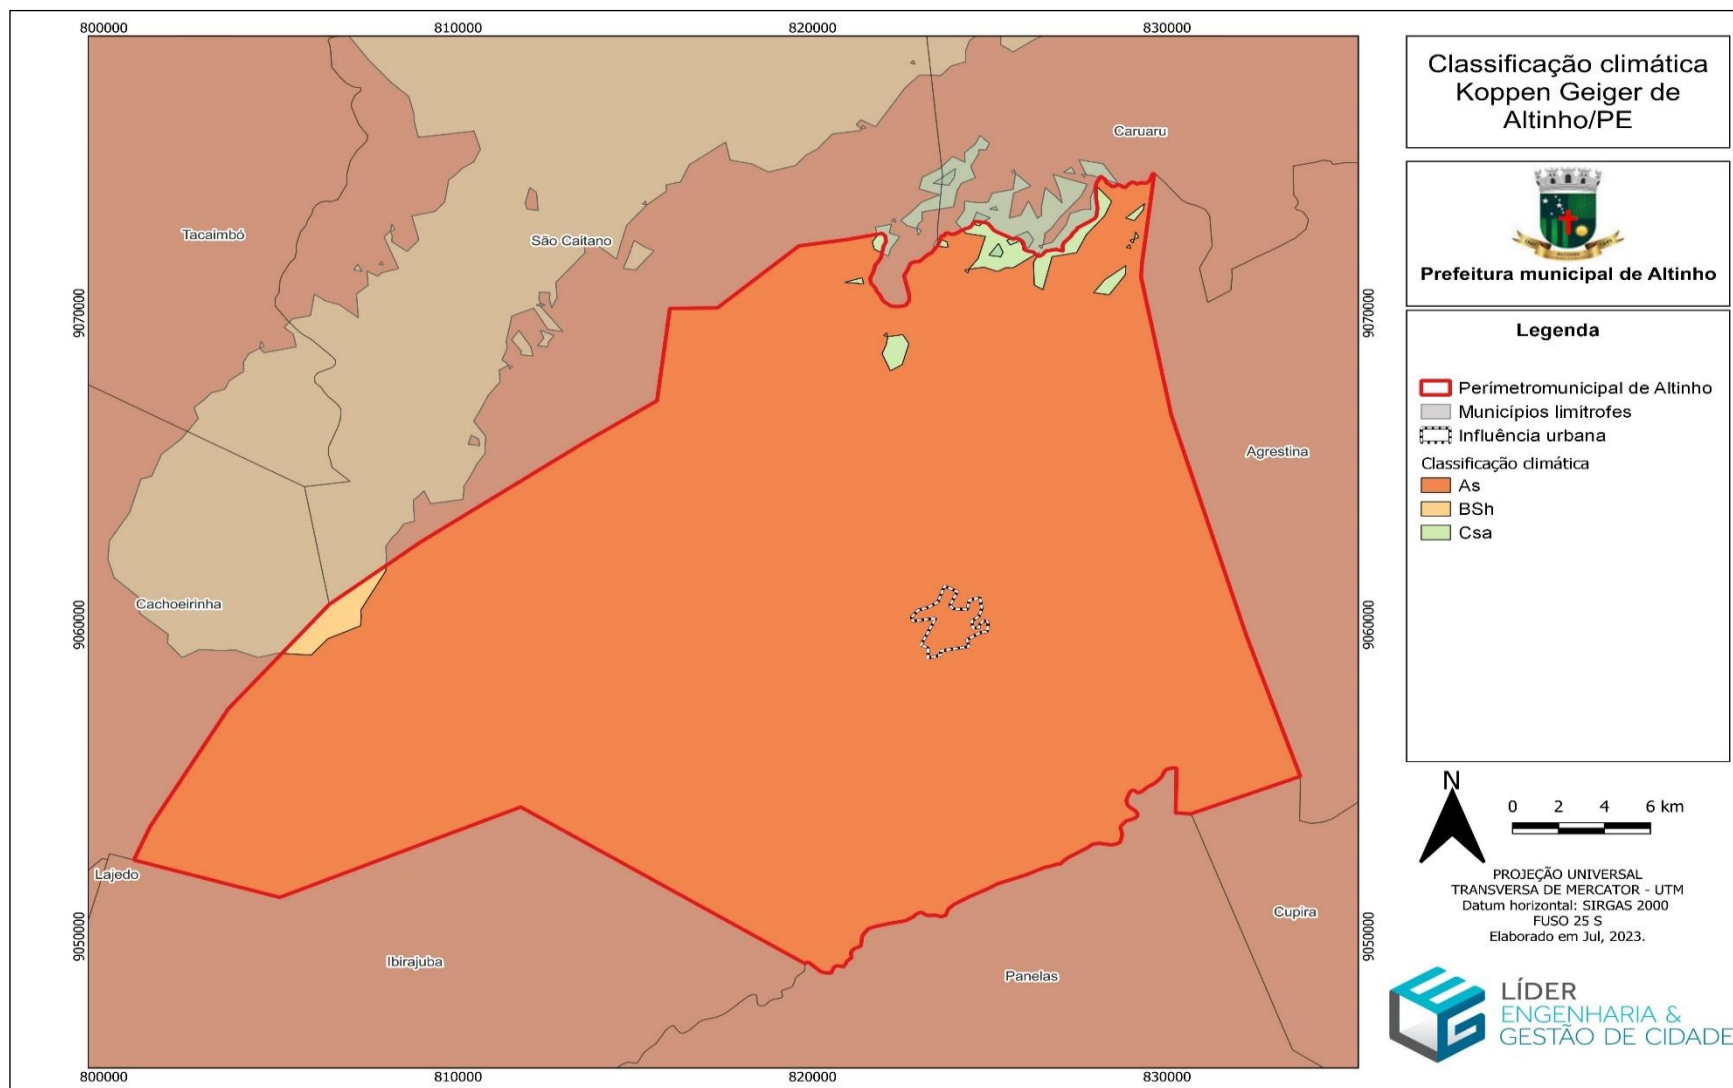 800000
810000
820000
830000
Classificação climática
Koppen Geiger de
Altinho/PE
Caruaru
Tacaimbó
São Caitano
Prefeitura municipal de Altinho
9070000
9070000
Legenda
Perímetromunicipal de Altinho
Municípios limítrofes
Influência urbana
Classificação climática
As
BSh
Csa
Agrestina
Cachoeirinha
9060000
9060000
N
0 2 4 6 km
Lajedo
PROJEÇÃO UNIVERSAL
TRANSVERSA DE MERCATOR - UTM
Datum horizontal: SIRGAS 2000
FUSO 25 S
Elaborado em Jul, 2023.
Cupira
9050000
9050000
Ibirajuba
Panelas
LÍDER
ENGENHARIA &
GESTÃO DE CIDADE
800000
810000
820000
830000